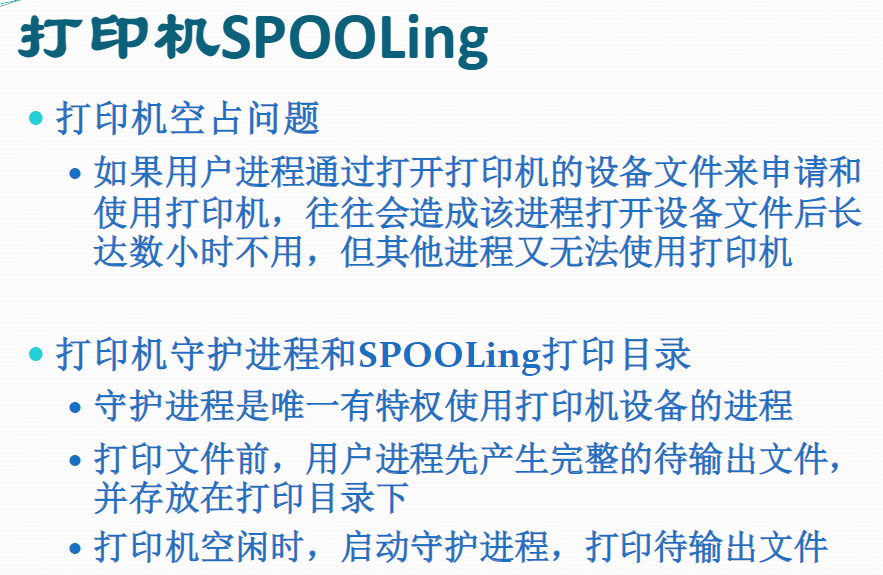 打印机SPOOLing
打印机空占问题
如果用户进程通过打开打印机的设备文件来申请和
使用打印机，往往会造成该进程打开设备文件后长
达数小时不用，但其他进程又无法使用打印机
打印机守护进程和SPOOLing打印目录
守护进程是唯一有特权使用打印机设备的进程
打印文件前，用户进程先产生完整的待输出文件，
并存放在打印目录下
打印机空闲时，启动守护进程，打印待输出文件